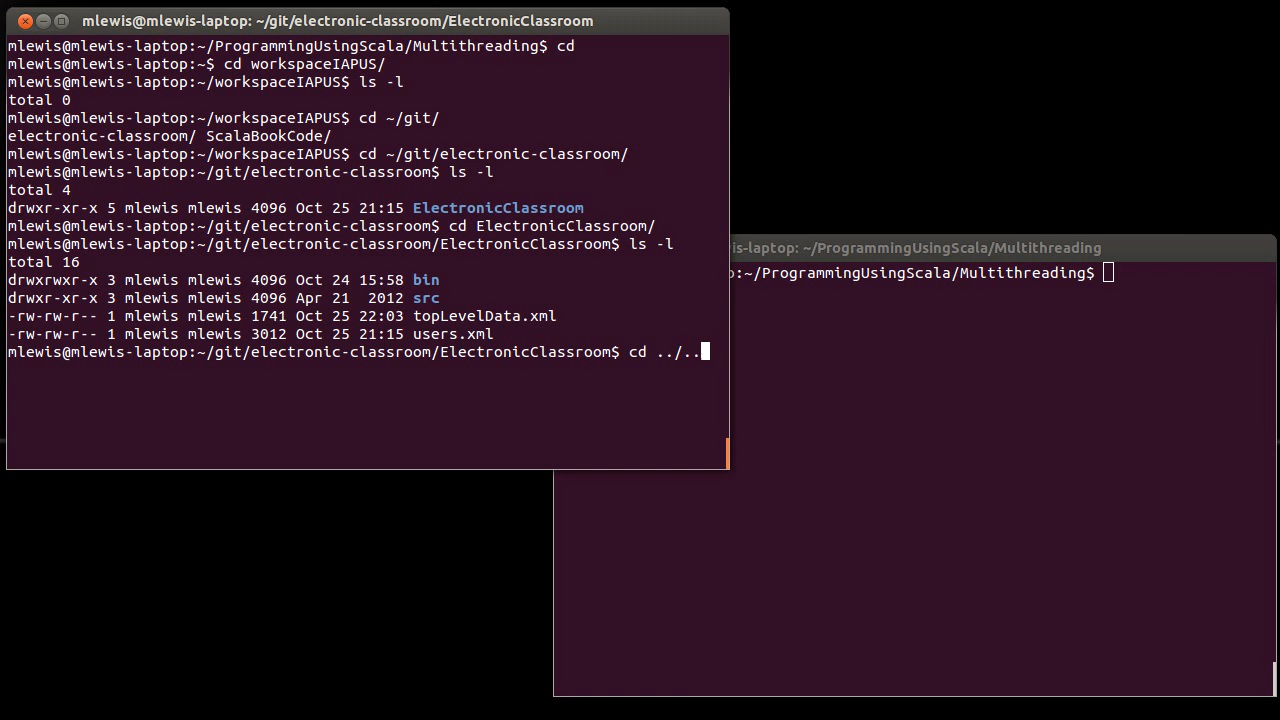 mlewis@mlewis-laptop: ~/git/electronic-classroom/ElectronicClassroom
mlewis@mlewis-laptop:~/ProgrammingUsingScala/Multithreading$ cd
mlewis@mlewis-laptop:~$ cd workspaceIAPUS/
mlewis@mlewis-laptop:~/workspaceIAPUS$ ls -l
total 0
mlewis@mlewis-laptop:~/workspaceIAPUS$ cd ~/git/
electronic-classroom/ ScalaBookCode/
mlewis@mlewis-laptop:~/workspaceIAPUS$ cd ~/git/electronic-classroom/
mlewis@mlewis-laptop:~/git/electronic-classroom$ ls -l
total 4
drwxr-xr-x 5 mlewis mlewis 4096 Oct 25 21:15 ElectronicClassroom
mlewis@mlewis-laptop:~/git/electronic-classroom$ cd ElectronicClassroom/
mlewis@mlewis-laptop:~/git/electronic-classroom/ElectronicClassroom$ ls -l
total 16
drwxrwxr-x 3 mlewis mlewis 4096 Oct 24 15:58 bin
drwxr-xr-x 3 mlewis mlewis 4096 Apr 21  2012 src
-rw-rw-r-- 1 mlewis mlewis 1741 Oct 25 22:03 topLevelData.xml
-rw-rw-r-- 1 mlewis mlewis 3012 Oct 25 21:15 users.xml
mlewis@mlewis-laptop:~/git/electronic-classroom/ElectronicClassroom$ cd ../..
is-laptop: ~/ProgrammingUsingScala/Multithreading
:~/ProgrammingUsingScala/Multithreading$